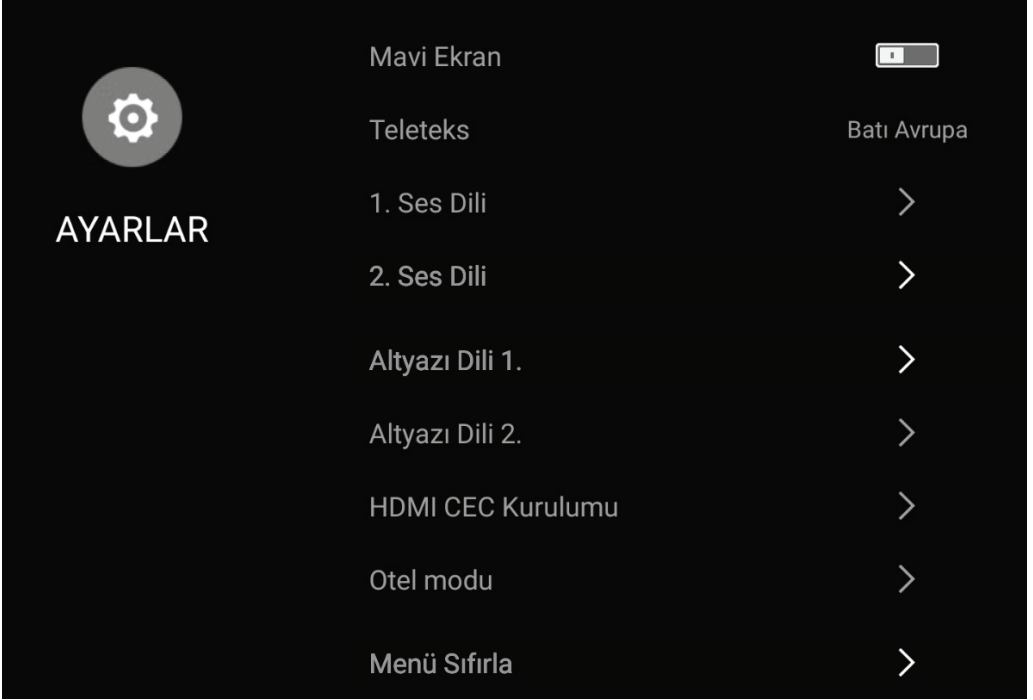 AYARLAR
Mavi Ekran
Teleteks Batı Avrupa
1. Ses Dili
2. Ses Dili
Altyazı Dili 1.
Altyazı Dili 2.
HDMI CEC Kurulumu
Otel modu
Menü Sıfırla